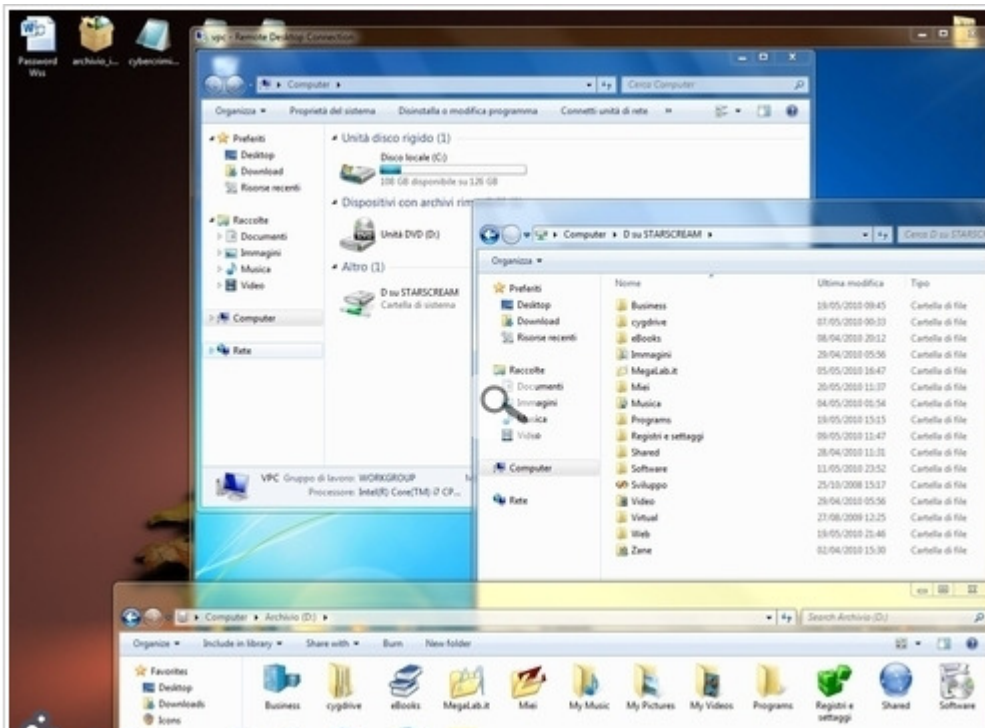 Password Wss
archivio_i...
cybercrimi...
vpc - Remote Desktop Connection
Computer
Cerca Computer
Organizza
Proprietà del sistema
Disinstalla o modifica programma
Connetti unità di rete
»
Preferiti
Desktop
Download
Risorse recenti
Raccolte
Documenti
Immagini
Musica
Video
Computer
Rete
Unità disco rigido (1)
Disco locale (C:)
108 GB disponibile su 126 GB
Dispositivi con archivi rim
Unità DVD (D:)
Altro (1)
D su STARSCREAM
Cartella di sistema
VPC Gruppo di lavoro: WORKGROUP
Processore: Intel(R) Core(TM) i7 CP...
Computer
D su STARSCREAM
Cerca D su STARSC
Organizza
Preferiti
Desktop
Download
Risorse recenti
Raccolte
Documenti
Immagini
Musica
Video
Computer
Rete
Nome Ultima modifica Tipo
Business 19/05/2010 09:45 Cartella di file
cygdrive 07/05/2010 00:33 Cartella di file
eBooks 08/04/2010 20:12 Cartella di file
Immagini 29/04/2010 05:56 Cartella di file
MegaLab.it 05/05/2010 16:47 Cartella di file
Miei 20/05/2010 11:37 Cartella di file
Musica 04/05/2010 01:54 Cartella di file
Programs 19/05/2010 15:15 Cartella di file
Registri e settaggi 09/05/2010 11:47 Cartella di file
Shared 28/04/2010 11:31 Cartella di file
Software 11/05/2010 23:52 Cartella di file
Sviluppo 25/10/2008 15:17 Cartella di file
Video 29/04/2010 05:56 Cartella di file
Virtual 27/08/2009 12:25 Cartella di file
Web 19/05/2010 21:46 Cartella di file
Zane 02/04/2010 15:30 Cartella di file
Computer
Archivio (D:)
Search Archivio (D:)
Organize
Include in library
Share with
Burn
New folder
Favorites
Desktop
Downloads
Icons
Business
cygdrive
eBooks
MegaLab.it
Miei
My Music
My Pictures
My Videos
Programs
Registri e settaggi
Shared
Software